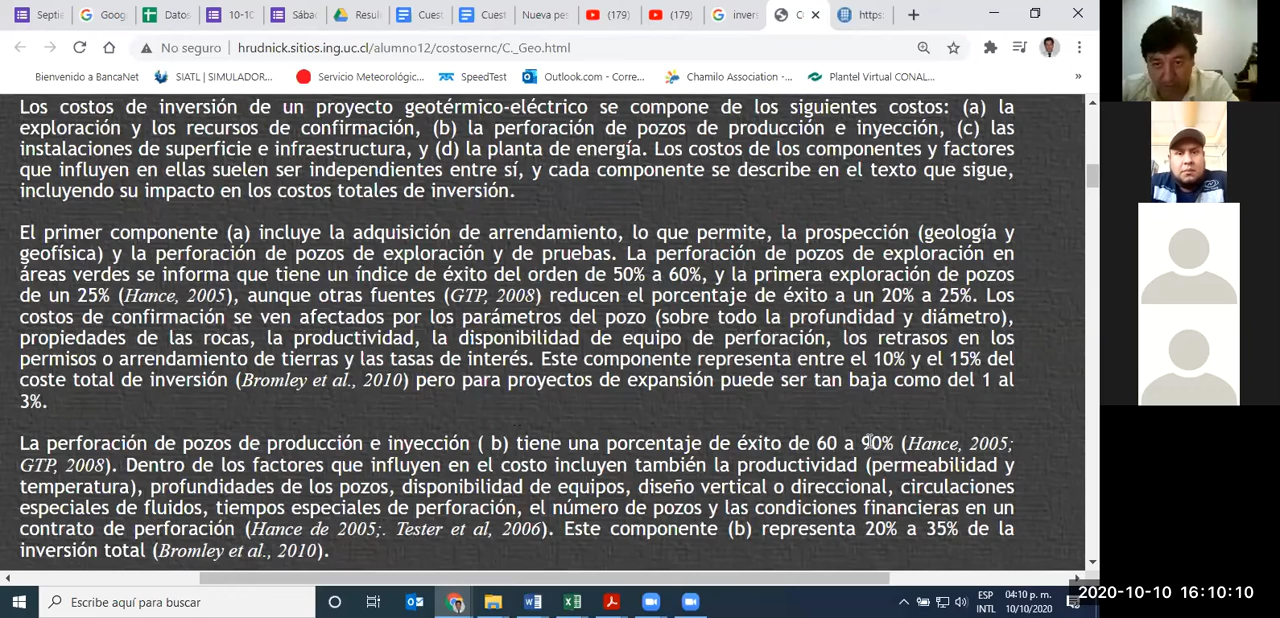 Septi
Goog
Datos
10-10
Sába
Resul
Cuest
Cuest
Nueva pes
(179)
(179)
inver
https:
No seguro
hrudnick.sitios.ing.uc.cl/alumno12/costosernc/C._Geo.html
Bienvenido a BancaNet
SIATL | SIMULADOR...
Servicio Meteorológic...
SpeedTest
Outlook.com - Corre...
Chamilo Association -...
Plantel Virtual CONAL...
»
Los costos de inversión de un proyecto geotérmico-eléctrico se compone de los siguientes costos: (a) la
exploración y los recursos de confirmación, (b) la perforación de pozos de producción e inyección, (c) las
instalaciones de superficie e infraestructura, y (d) la planta de energía. Los costos de los componentes y factores
que influyen en ellas suelen ser independientes entre sí, y cada componente se describe en el texto que sigue,
incluyendo su impacto en los costos totales de inversión.
El primer componente (a) incluye la adquisición de arrendamiento, lo que permite, la prospección (geología y
geofísica) y la perforación de pozos de exploración y de pruebas. La perforación de pozos de exploración en
áreas verdes se informa que tiene un índice de éxito del orden de 50% a 60%, y la primera exploración de pozos
de un 25% (Hance, 2005), aunque otras fuentes (GTP, 2008) reducen el porcentaje de éxito a un 20% a 25%. Los
costos de confirmación se ven afectados por los parámetros del pozo (sobre todo la profundidad y diámetro),
propiedades de las rocas, la productividad, la disponibilidad de equipo de perforación, los retrasos en los
permisos o arrendamiento de tierras y las tasas de interés. Este componente representa entre el 10% y el 15% del
coste total de inversión (Bromley et al., 2010) pero para proyectos de expansión puede ser tan baja como del 1 al
3%.
La perforación de pozos de producción e inyección ( b) tiene una porcentaje de éxito de 60 a 90% (Hance, 2005;
GTP, 2008). Dentro de los factores que influyen en el costo incluyen también la productividad (permeabilidad y
temperatura), profundidades de los pozos, disponibilidad de equipos, diseño vertical o direccional, circulaciones
especiales de fluidos, tiempos especiales de perforación, el número de pozos y las condiciones financieras en un
contrato de perforación (Hance de 2005;. Tester et al, 2006). Este componente (b) representa 20% a 35% de la
inversión total (Bromley et al., 2010).
Escribe aquí para buscar
ESP
INTL
04:10 p. m.
10/10/2020
2020-10-10 16:10:10